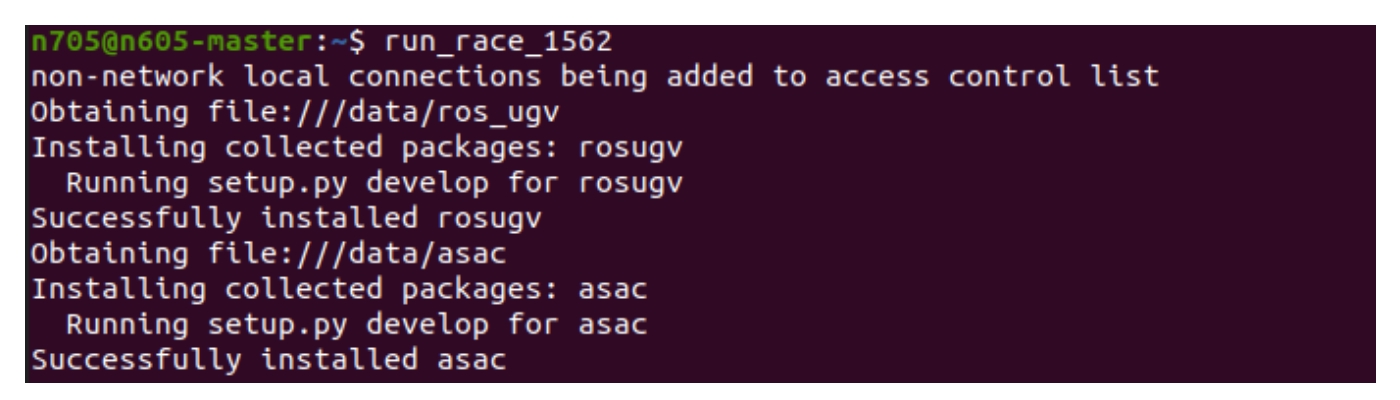 n705@n605-master:~$ run_race_1562
non-network local connections being added to access control list
Obtaining file:///data/ros_ugv
Installing collected packages: rosugv
  Running setup.py develop for rosugv
Successfully installed rosugv
Obtaining file:///data/asac
Installing collected packages: asac
  Running setup.py develop for asac
Successfully installed asac